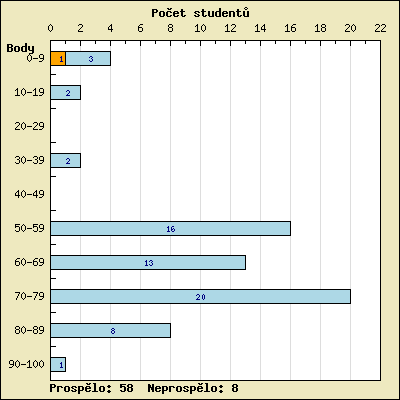 Počet studentů
0 2 4 6 8 10 12 14 16 18 20 22
Body
0-9 1 3
10-19 2
20-29
30-39 2
40-49
50-59 16
60-69 13
70-79 20
80-89 8
90-100 1
Prospělo: 58 Neprospělo: 8